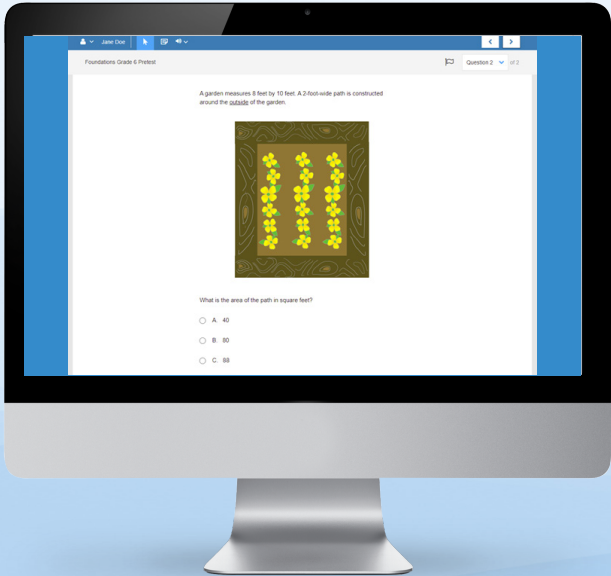 Jane Doe
Foundations Grade 6 Pretest
Question 2 of 2
A garden measures 8 feet by 10 feet. A 2-foot-wide path is constructed
around the outside of the garden.
What is the area of the path in square feet?
A. 40
B. 80
C. 88